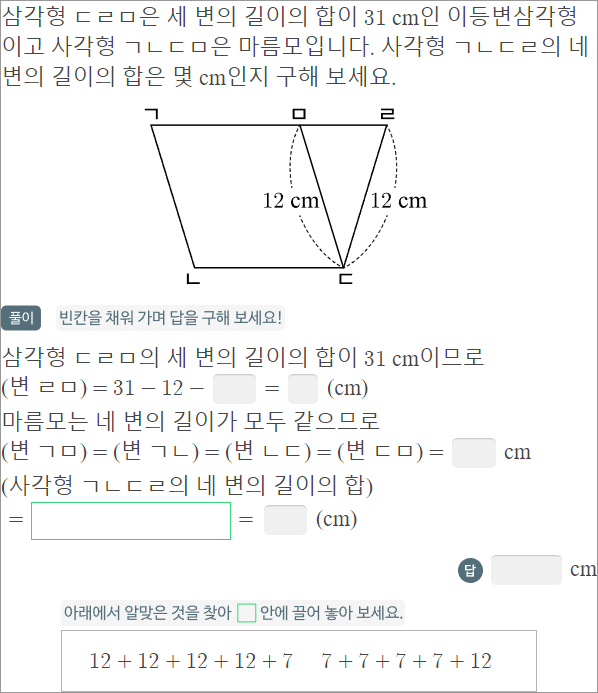 삼각형 ㄷㄹㅁ은 세 변의 길이의 합이 31 cm인 이등변삼각형
이고 사각형 ㄱㄴㄷㅁ은 마름모입니다. 사각형 ㄱㄴㄷㄹ의 네
변의 길이의 합은 몇 cm인지 구해 보세요.
ㄱ ㅁ ㄹ
12 cm 12 cm
ㄴ ㄷ
풀이 빈칸을 채워 가며 답을 구해 보세요!
삼각형 ㄷㄹㅁ의 세 변의 길이의 합이 31 cm이므로
(변 ㄹㅁ) = 31 − 12 − = (cm)
마름모는 네 변의 길이가 모두 같으므로
(변 ㄱㅁ) = (변 ㄱㄴ) = (변 ㄴㄷ) = (변 ㄷㅁ) = cm
(사각형 ㄱㄴㄷㄹ의 네 변의 길이의 합)
= = (cm)
답 cm
아래에서 알맞은 것을 찾아 □ 안에 끌어 놓아 보세요.
12 + 12 + 12 + 12 + 7 7 + 7 + 7 + 7 + 12